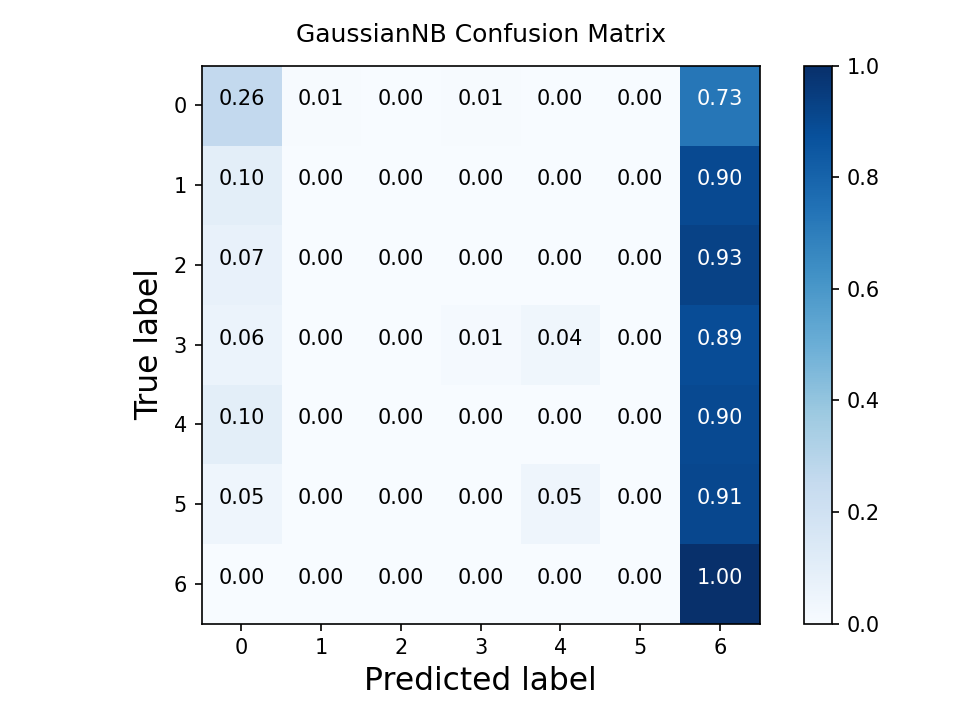 GaussianNB Confusion Matrix
True label
0 0.26 0.01 0.00 0.01 0.00 0.00 0.73
1 0.10 0.00 0.00 0.00 0.00 0.00 0.90
2 0.07 0.00 0.00 0.00 0.00 0.00 0.93
3 0.06 0.00 0.00 0.01 0.04 0.00 0.89
4 0.10 0.00 0.00 0.00 0.00 0.00 0.90
5 0.05 0.00 0.00 0.00 0.05 0.00 0.91
6 0.00 0.00 0.00 0.00 0.00 0.00 1.00
0 1 2 3 4 5 6
Predicted label
1.0
0.8
0.6
0.4
0.2
0.0